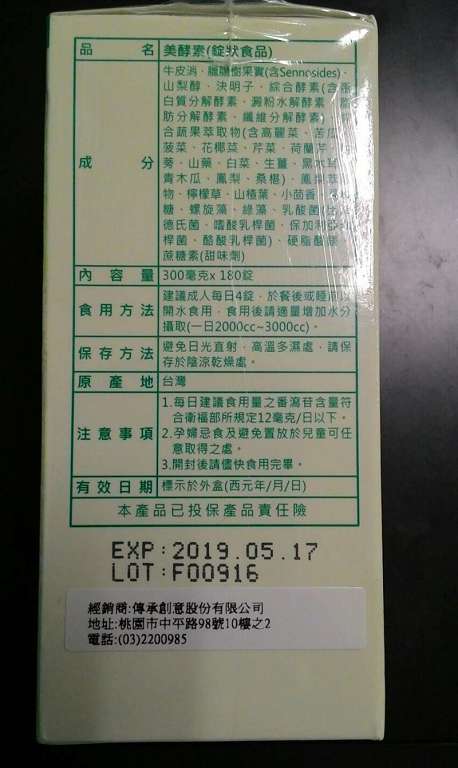 品名 美酵素(錠狀食品)
成分 牛皮消、臘腸樹果實(含Sennosides)、
山梨醇、決明子、綜合酵素(含蛋
白質分解酵素、澱粉水解酵素、脂
肪分解酵素、纖維分解酵素)、
合蔬果萃取物(含高麗菜、苦瓜
菠菜、花椰菜、芹菜、荷蘭芹、
葵、山藥、白菜、生薑、黑木耳、
青木瓜、鳳梨、桑椹)、鳳梨
物、檸檬草、山楂葉、小茴香、
糖、螺旋藻、綠藻、乳酸菌(比
德氏菌、嗜酸乳桿菌、保加利亞
桿菌、酪酸乳桿菌)、硬脂酸
蔗糖素(甜味劑)
內容量 300毫克x180錠
食用方法 建議成人每日4錠,於餐後或睡前以
開水食用,食用後請適量增加水分
攝取(一日2000cc~3000cc)。
保存方法 避免日光直射、高溫多濕處,請保
存於陰涼乾燥處。
原產地 台灣
注意事項 1.每日建議食用量之番瀉苷含量符
合衛福部所規定12毫克/日以下。
2.孕婦忌食及避免置放於兒童可任
意取得之處。
3.開封後請儘快食用完畢。
有效日期 標示於外盒(西元年/月/日)
本產品已投保產品責任險
EXP:2019.05.17
LOT:F00916
經銷商:傳承創意股份有限公司
地址:桃園市中平路98號10樓之2
電話:(03)2200985